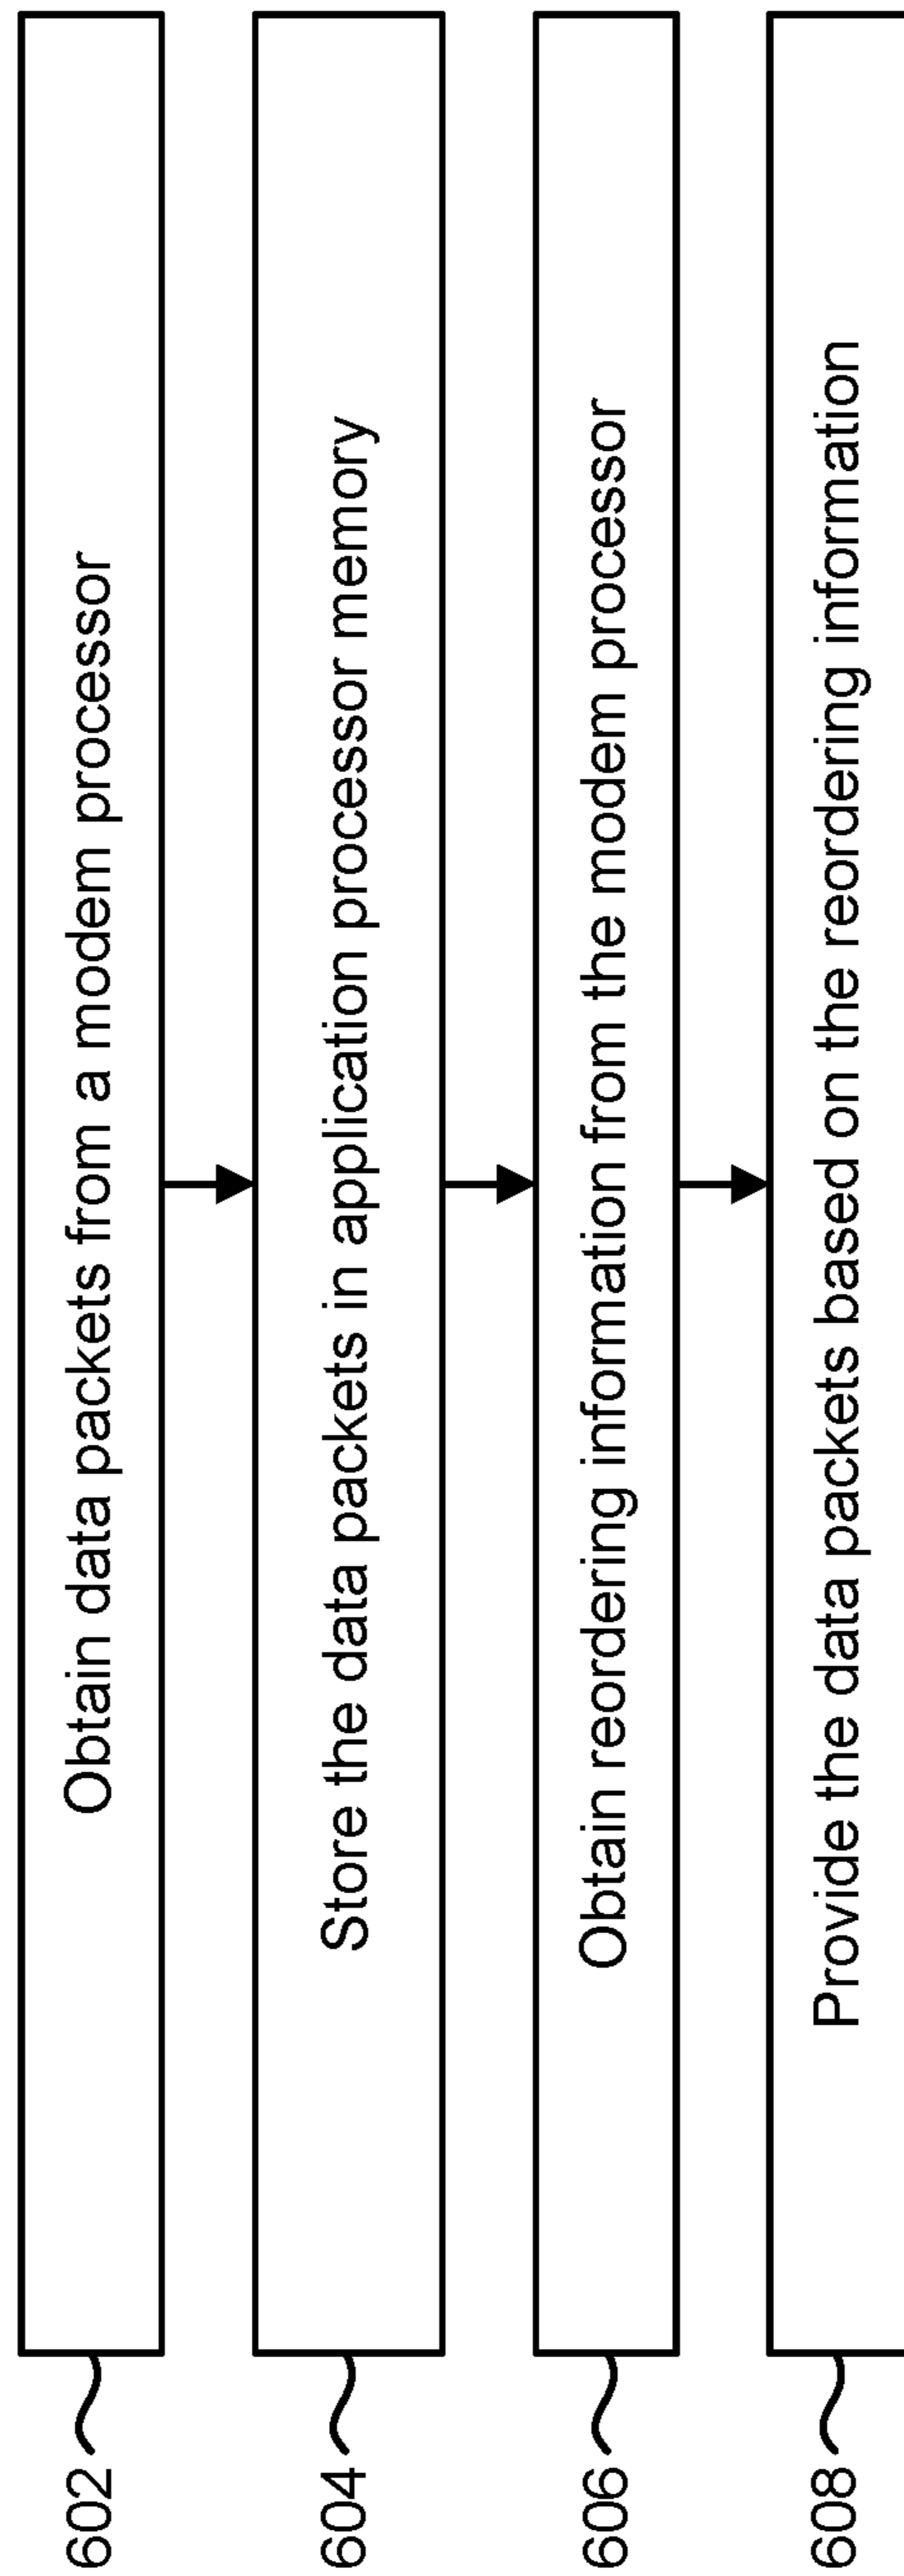 602
Obtain data packets from a modem processor
604
Store the data packets in application processor memory
606
Obtain reordering information from the modem processor
608
Provide the data packets based on the reordering information